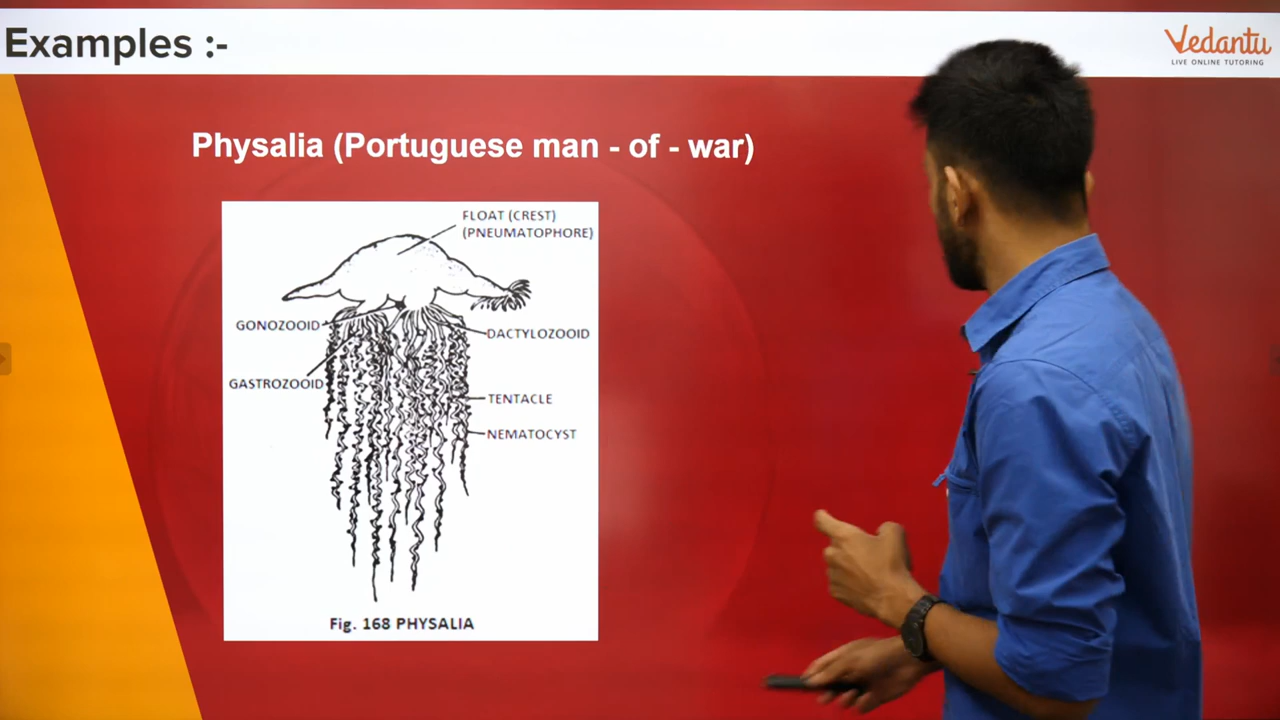 Examples :-
Vedantu
LIVE ONLINE TUTORING
Physalia (Portuguese man - of - war)
FLOAT (CREST)
(PNEUMATOPHORE)
GONOZOOID
DACTYLOZOOID
GASTROZOOID
TENTACLE
NEMATOCYST
Fig. 168 PHYSALIA